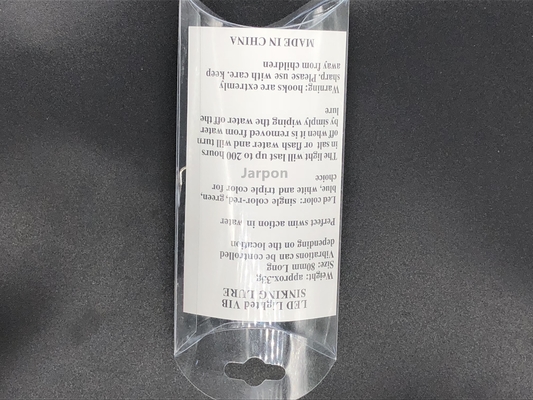 LED Lighted VIB
SINKING LURE
Weight: approx.33g
Size: 80mm Long
Vibrations can be controlled
depending on the location
Perfect swim action in water
Led color: single color-red, green,
blue, white and triple color for
choice
The light will last up to 200 hours
in salt or flash water and will turn
off when it is removed from water
by simply wiping the water off the
lure
Warning: hooks are extremly
sharp. Please use with care. keep
away from children
MADE IN CHINA
Jarpon